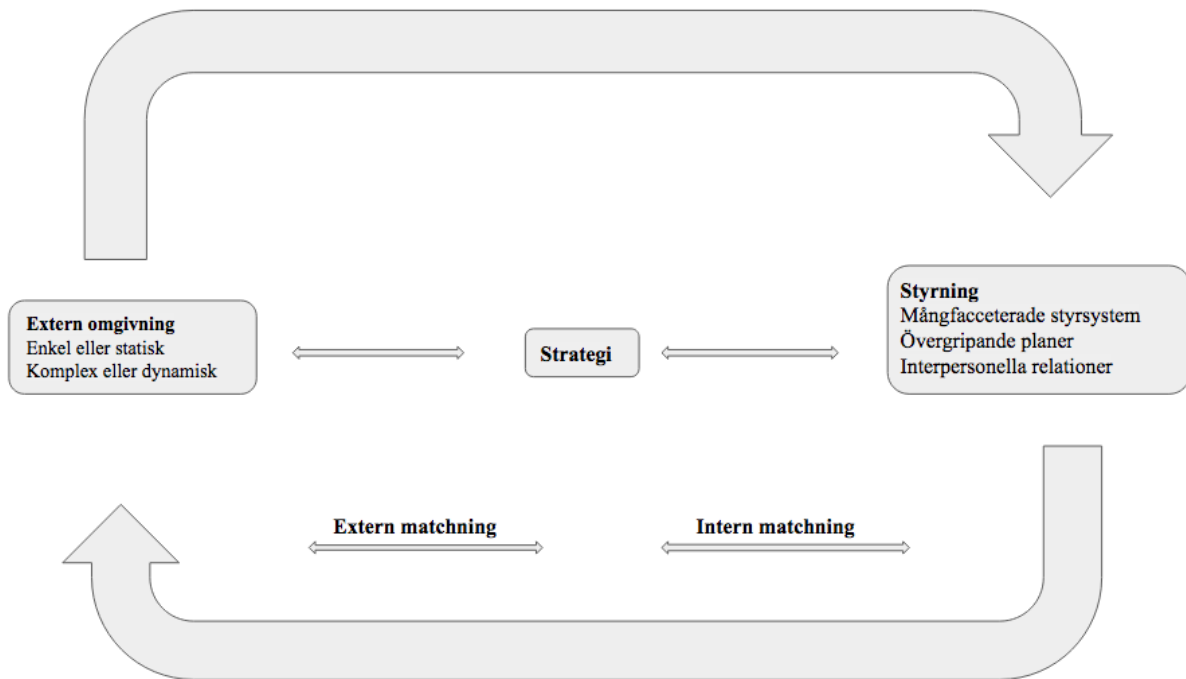 Extern omgivning
Enkel eller statisk
Komplex eller dynamisk
Strategi
Styrning
Mångfacceterade styrsystem
Övergripande planer
Interpersonella relationer
Extern matchning
Intern matchning